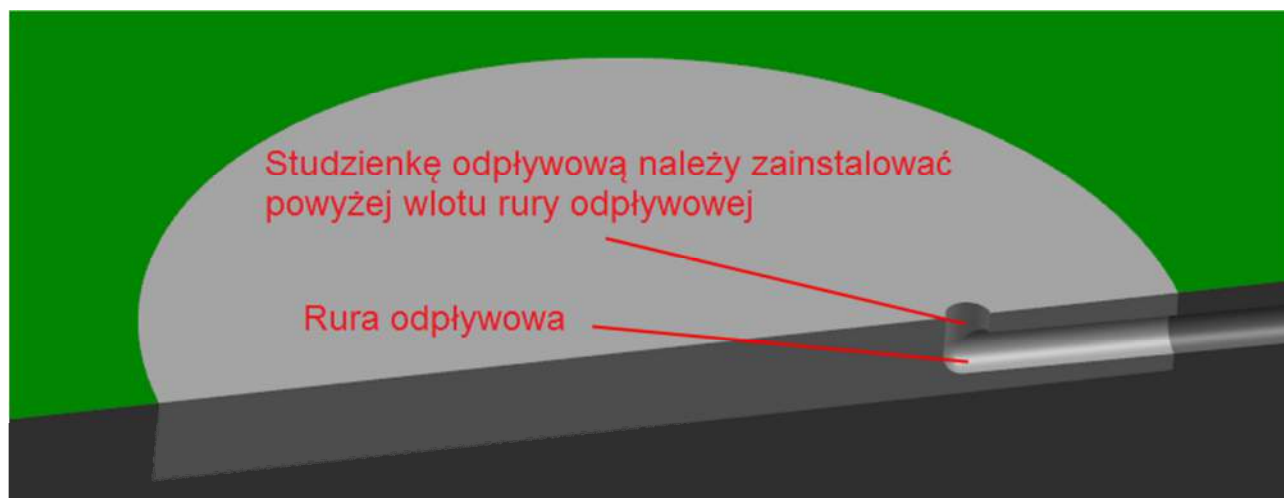 Studzienkę odpływową należy zainstalować
powyżej wlotu rury odpływowej
Rura odpływowa